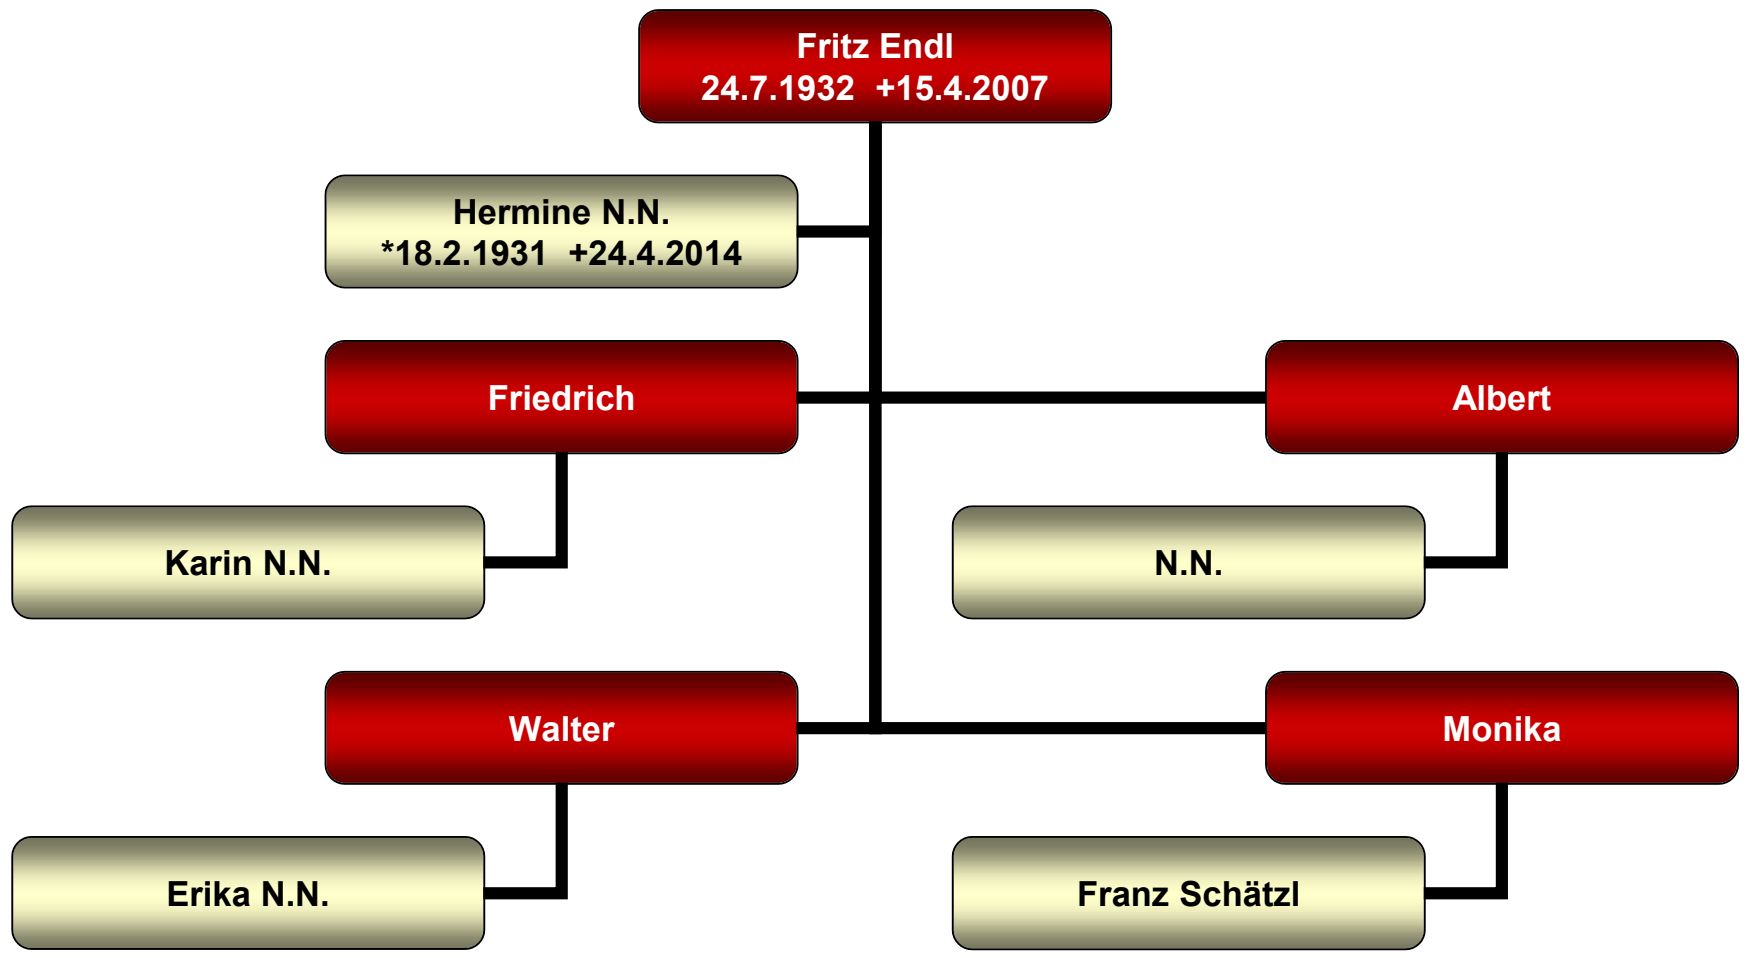 Fritz Endl
24.7.1932 +15.4.2007
Hermine N.N.
*18.2.1931 +24.4.2014
Friedrich
Albert
Karin N.N.
N.N.
Walter
Monika
Erika N.N.
Franz Schätzl